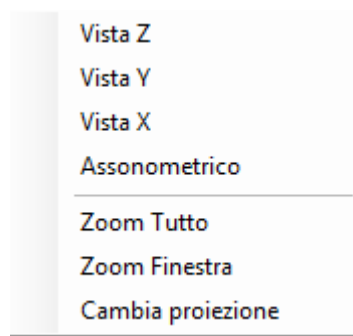 Vista Z
Vista Y
Vista X
Assonometrico
Zoom Tutto
Zoom Finestra
Cambia proiezione